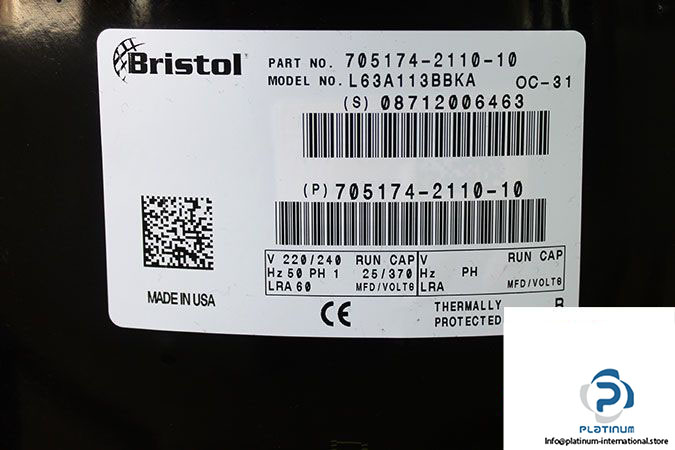 Bristol
PART NO. 705174-2110-10
MODEL NO. L63A113BBKA OC-31
(S) 08712006463
(P) 705174-2110-10
V 220/240 RUN CAP V RUN CAP
Hz 50 PH 1 25/370 Hz PH
LRA 60 MFD/VOLTS LRA MFD/VOLTS
MADE IN USA
CE
THERMALLY
PROTECTED
PLATINUM
Info@platinum-international.store